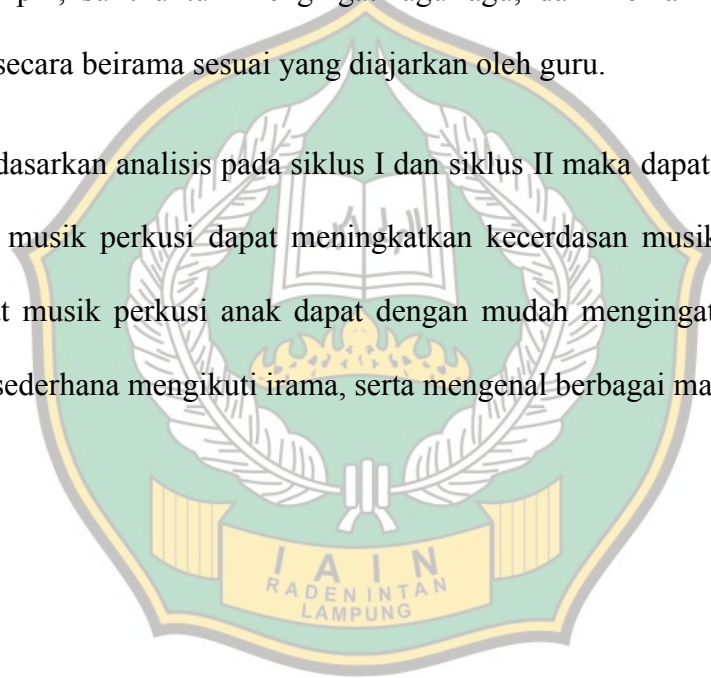 secara beirama sesuai yang diajarkan oleh guru.
dasarkan analisis pada siklus I dan siklus II maka dapat
musik perkusi dapat meningkatkan kecerdasan musik
musik perkusi anak dapat dengan mudah mengingat
sederhana mengikuti irama, serta mengenal berbagai
IAIN
RADEN INTAN
LAMPUNG